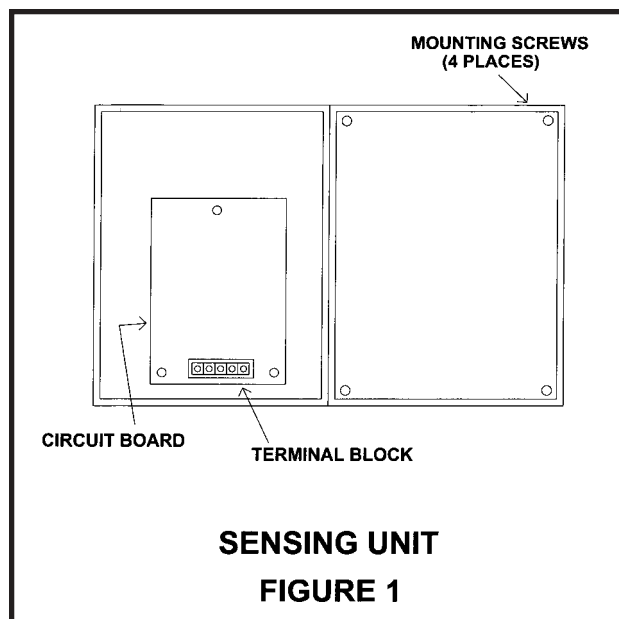 MOUNTING SCREWS
(4 PLACES)
CIRCUIT BOARD
TERMINAL BLOCK
SENSING UNIT
FIGURE 1